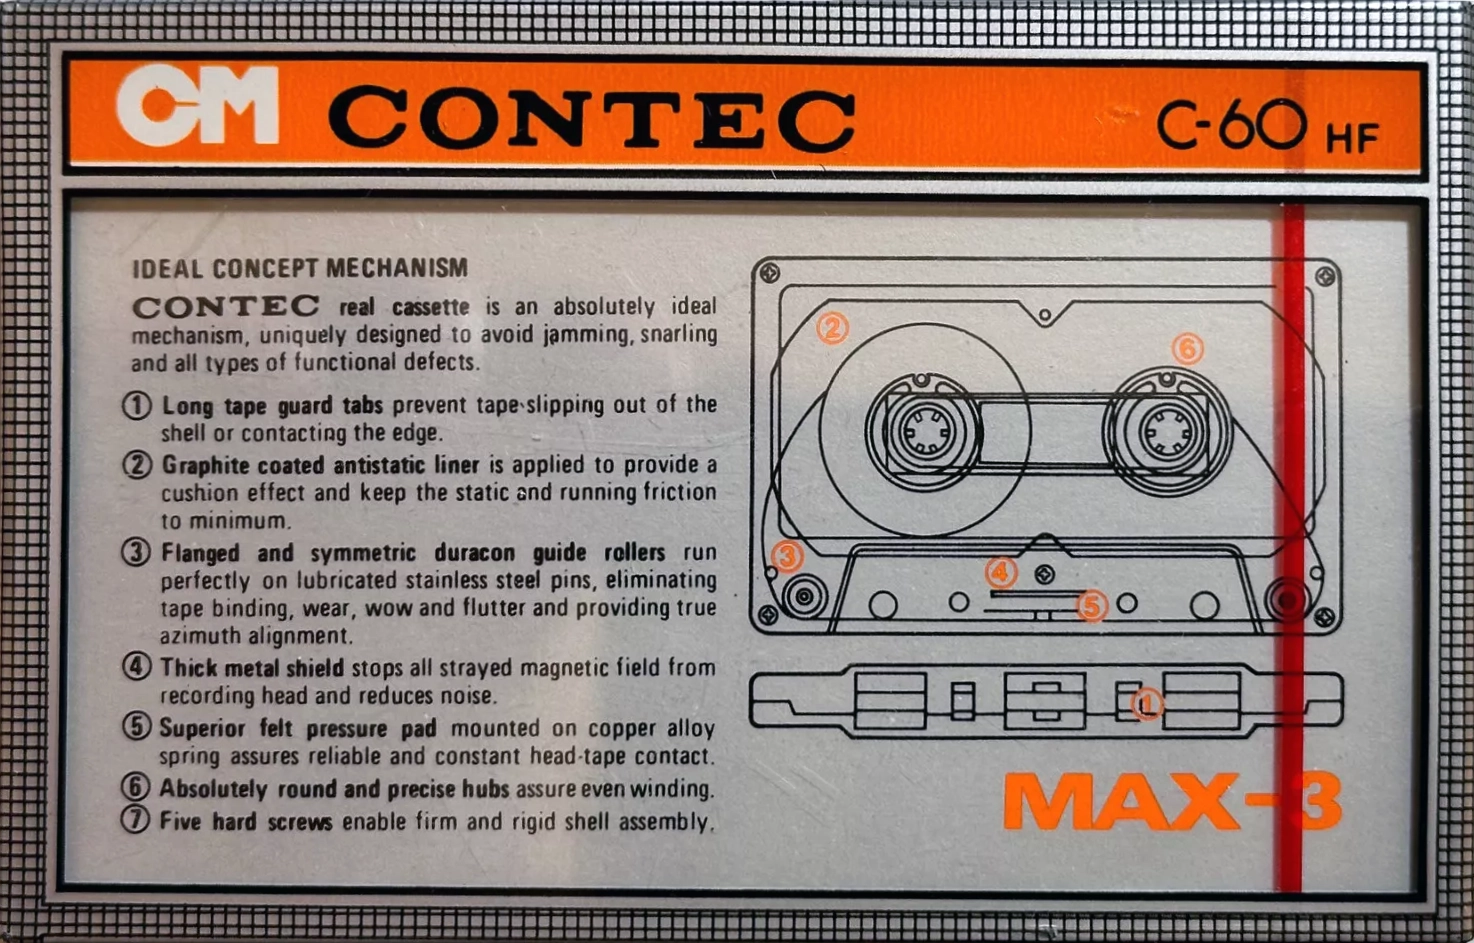 CM CONTEC C-60 HF
IDEAL CONCEPT MECHANISM
CONTEC real cassette is an absolutely ideal
mechanism, uniquely designed to avoid jamming, snarling
and all types of functional defects.
① Long tape guard tabs prevent tape slipping out of the
shell or contacting the edge.
② Graphite coated antistatic liner is applied to provide a
cushion effect and keep the static and running friction
to minimum.
③ Flanged and symmetric duracon guide rollers run
perfectly on lubricated stainless steel pins, eliminating
tape binding, wear, wow and flutter and providing true
azimuth alignment.
④ Thick metal shield stops all strayed magnetic field from
recording head and reduces noise.
⑤ Superior felt pressure pad mounted on copper alloy
spring assures reliable and constant head-tape contact.
⑥ Absolutely round and precise hubs assure even winding.
⑦ Five hard screws enable firm and rigid shell assembly.
②
⑥
③
④
⑤
①
MAX-3